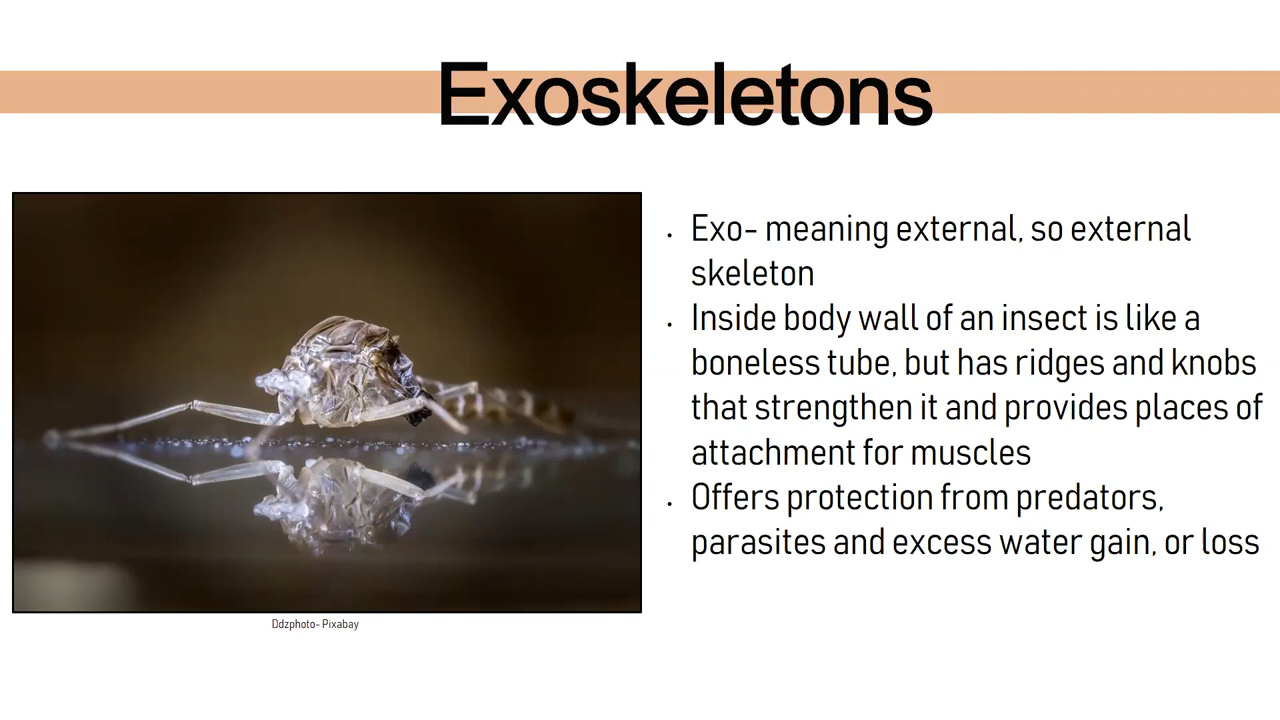 Exoskeletons
• Exo- meaning external, so external
skeleton
• Inside body wall of an insect is like a
boneless tube, but has ridges and knobs
that strengthen it and provides places of
attachment for muscles
• Offers protection from predators,
parasites and excess water gain, or loss
Ddzphoto- Pixabay